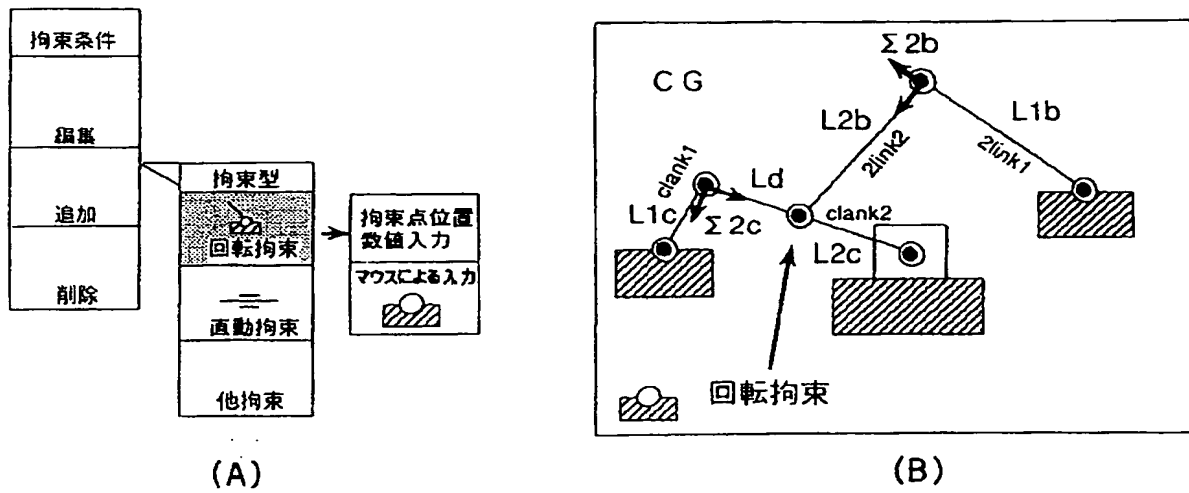 拘束条件
編集
追加
削除
拘束型
回転拘束
直動拘束
他拘束
拘束点位置
数値入力
マウスによる入力
(A)
CG
Σ2b
L2b
2link2
L1b
2link1
clank1
Ld
L1c
Σ2c
clank2
L2c
回転拘束
(B)